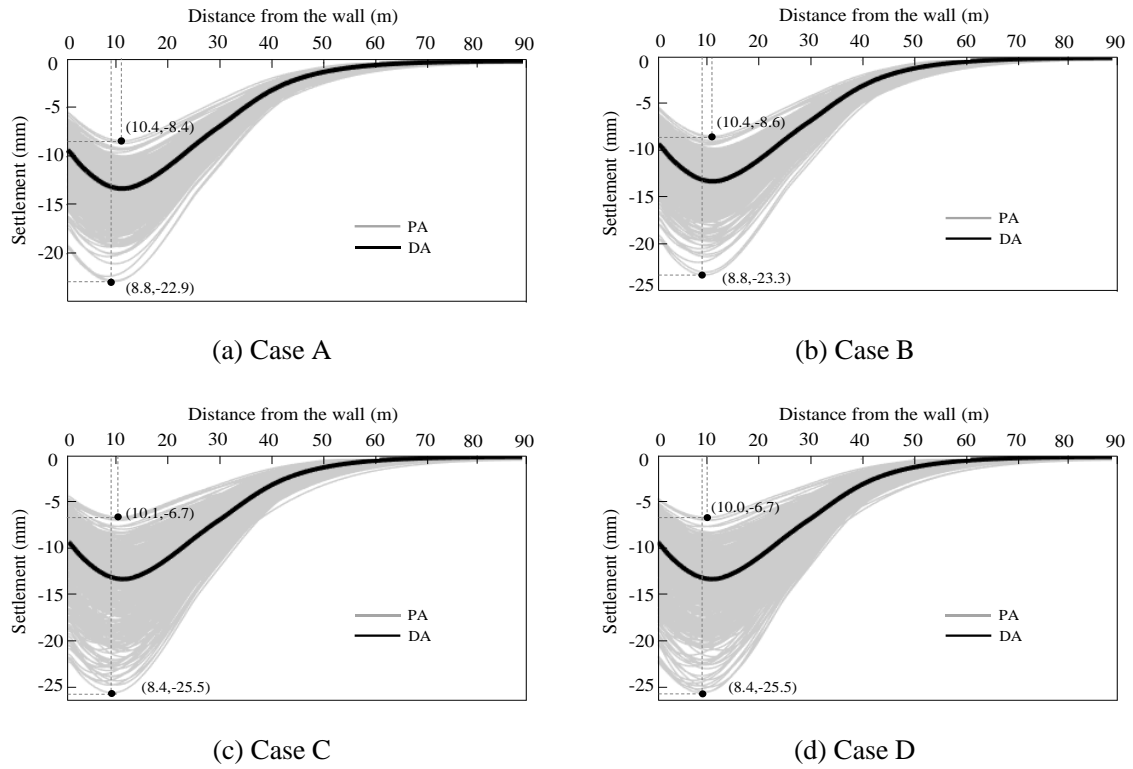 Distance from the wall (m)
0 10 20 30 40 50 60 70 80 90
Settlement (mm)
0
-5
-10
-15
-20
(10.4,-8.4)
PA
DA
(8.8,-22.9)
(a) Case A
Distance from the wall (m)
0 10 20 30 40 50 60 70 80 90
Settlement (mm)
0
-5
-10
-15
-20
-25
(10.4,-8.6)
PA
DA
(8.8,-23.3)
(b) Case B
Distance from the wall (m)
0 10 20 30 40 50 60 70 80 90
Settlement (mm)
0
-5
-10
-15
-20
-25
(10.1,-6.7)
PA
DA
(8.4,-25.5)
(c) Case C
Distance from the wall (m)
0 10 20 30 40 50 60 70 80 90
Settlement (mm)
0
-5
-10
-15
-20
-25
(10.0,-6.7)
PA
DA
(8.4,-25.5)
(d) Case D